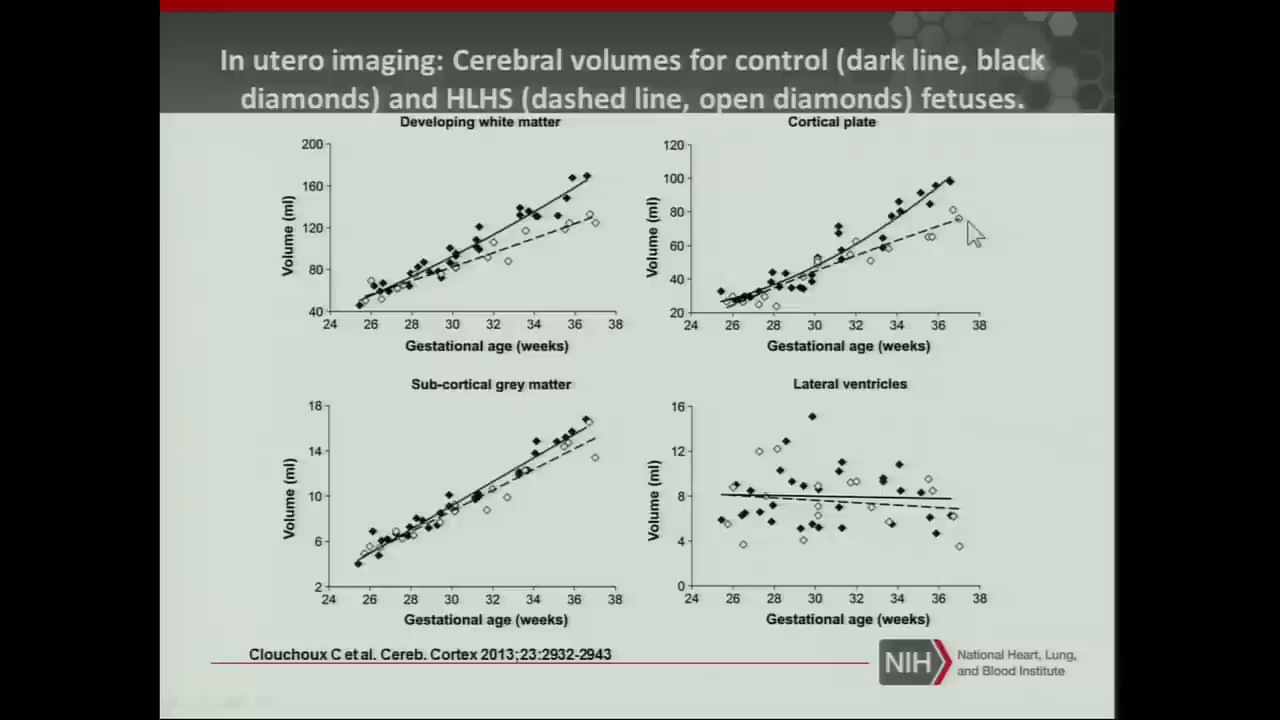 In utero imaging: Cerebral volumes for control (dark line, black
diamonds) and HLHS (dashed line, open diamonds) fetuses.
Developing white matter
200
160
120
80
40
Volume (ml)
24 26 28 30 32 34 36 38
Gestational age (weeks)
Cortical plate
120
100
80
60
40
20
Volume (ml)
24 26 28 30 32 34 36 38
Gestational age (weeks)
Sub-cortical grey matter
18
14
10
6
2
Volume (ml)
24 26 28 30 32 34 36 38
Gestational age (weeks)
Lateral ventricles
16
12
8
4
0
Volume (ml)
24 26 28 30 32 34 36 38
Gestational age (weeks)
Clouchoux C et al. Cereb. Cortex 2013;23:2932-2943
NIH
National Heart, Lung,
and Blood Institute